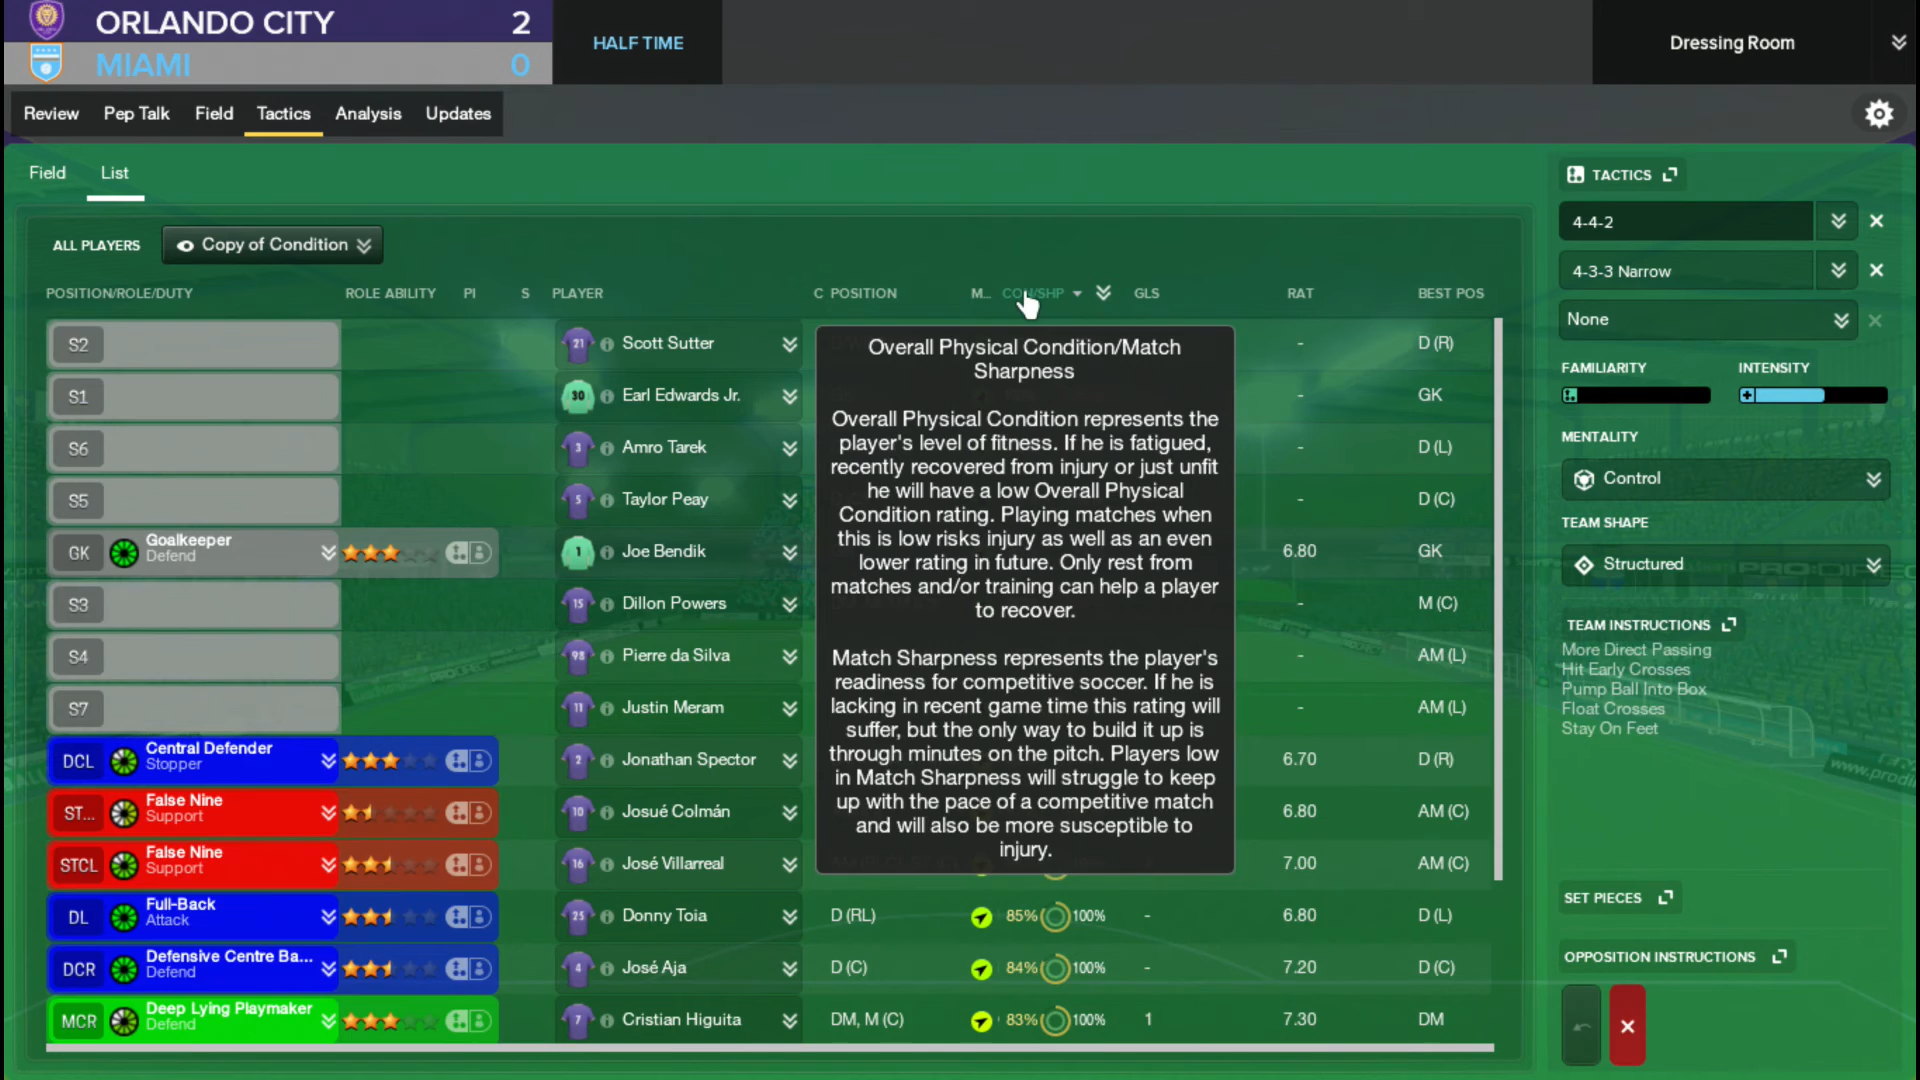 ORLANDO CITY 2
MIAMI 0
HALF TIME
Dressing Room
Review Pep Talk Field Tactics Analysis Updates
Field List
ALL PLAYERS Copy of Condition
POSITION/ROLE/DUTY ROLE ABILITY PI S PLAYER C POSITION M... CON/SHP GLS RAT BEST POS
S2 21 Scott Sutter - D (R)
S1 30 Earl Edwards Jr. - GK
S6 3 Amro Tarek - D (L)
S5 5 Taylor Peay - D (C)
GK Goalkeeper Defend 1 Joe Bendik 6.80 GK
S3 15 Dillon Powers - M (C)
S4 98 Pierre da Silva - AM (L)
S7 11 Justin Meram - AM (L)
DCL Central Defender Stopper 2 Jonathan Spector 6.70 D (R)
ST... False Nine Support 10 Josué Colmán 6.80 AM (C)
STCL False Nine Support 16 José Villarreal 7.00 AM (C)
DL Full-Back Attack 25 Donny Toia D (RL) 85% 100% - 6.80 D (L)
DCR Defensive Centre Ba... Defend 4 José Aja D (C) 84% 100% - 7.20 D (C)
MCR Deep Lying Playmaker Defend 7 Cristian Higuita DM, M (C) 83% 100% 1 7.30 DM
Overall Physical Condition/Match
Sharpness
Overall Physical Condition represents the
player's level of fitness. If he is fatigued,
recently recovered from injury or just unfit
he will have a low Overall Physical
Condition rating. Playing matches when
this is low risks injury as well as an even
lower rating in future. Only rest from
matches and/or training can help a player
to recover.
Match Sharpness represents the player's
readiness for competitive soccer. If he is
lacking in recent game time this rating will
suffer, but the only way to build it up is
through minutes on the pitch. Players low
in Match Sharpness will struggle to keep
up with the pace of a competitive match
and will also be more susceptible to
injury.
TACTICS
4-4-2
4-3-3 Narrow
None
FAMILIARITY INTENSITY
MENTALITY
Control
TEAM SHAPE
Structured
TEAM INSTRUCTIONS
More Direct Passing
Hit Early Crosses
Pump Ball Into Box
Float Crosses
Stay On Feet
SET PIECES
OPPOSITION INSTRUCTIONS